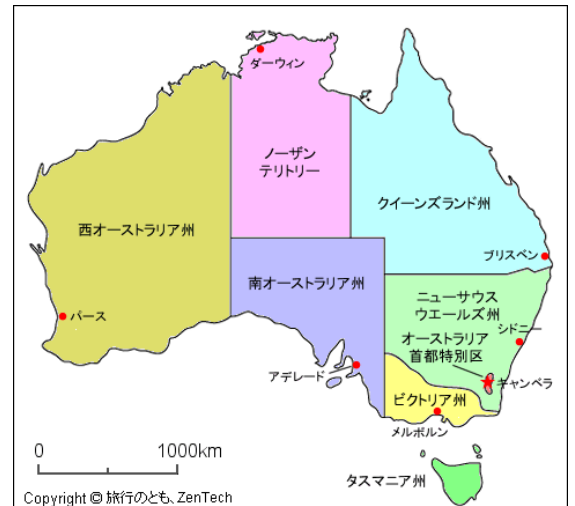 ダーウィン
ノーザン
テリトリー
クイーンズランド州
西オーストラリア州
ブリスベン
南オーストラリア州
ニューサウス
ウエールズ州
パース
シドニー
オーストラリア
首都特別区
アデレード
キャンベラ
ビクトリア州
メルボルン
0 1000km
タスマニア州
Copyright © 旅行のとも、ZenTech